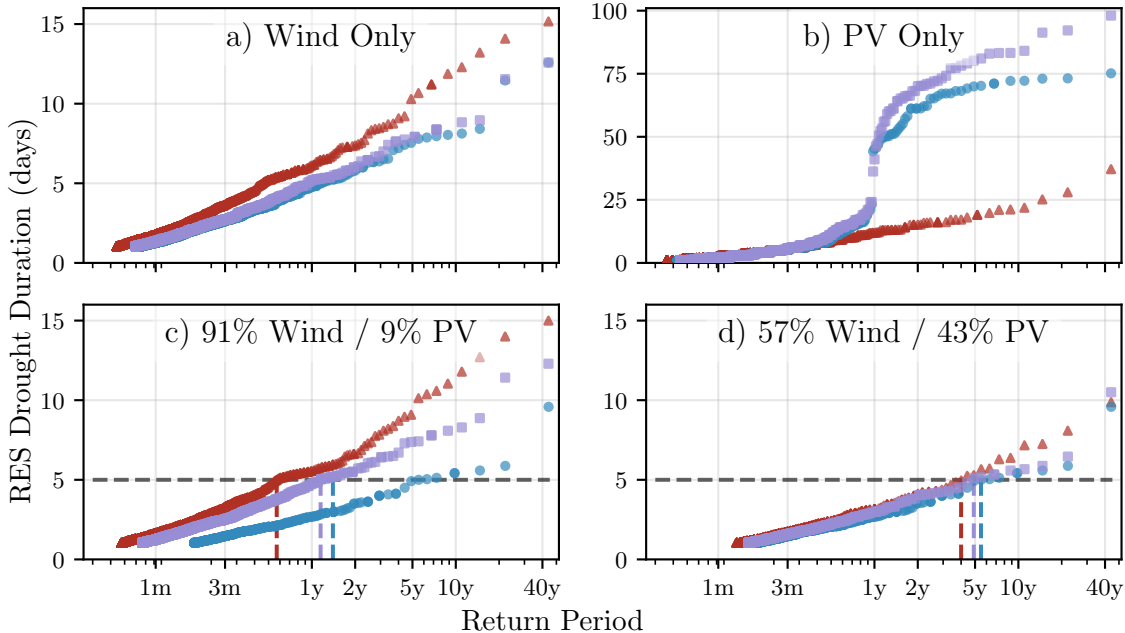 RES Drought Duration (days)
a) Wind Only
15
10
5
0
b) PV Only
100
75
50
25
0
c) 91% Wind / 9% PV
15
10
5
0
1m 3m 1y 2y 5y 10y 40y
d) 57% Wind / 43% PV
15
10
5
0
1m 3m 1y 2y 5y 10y 40y
Return Period